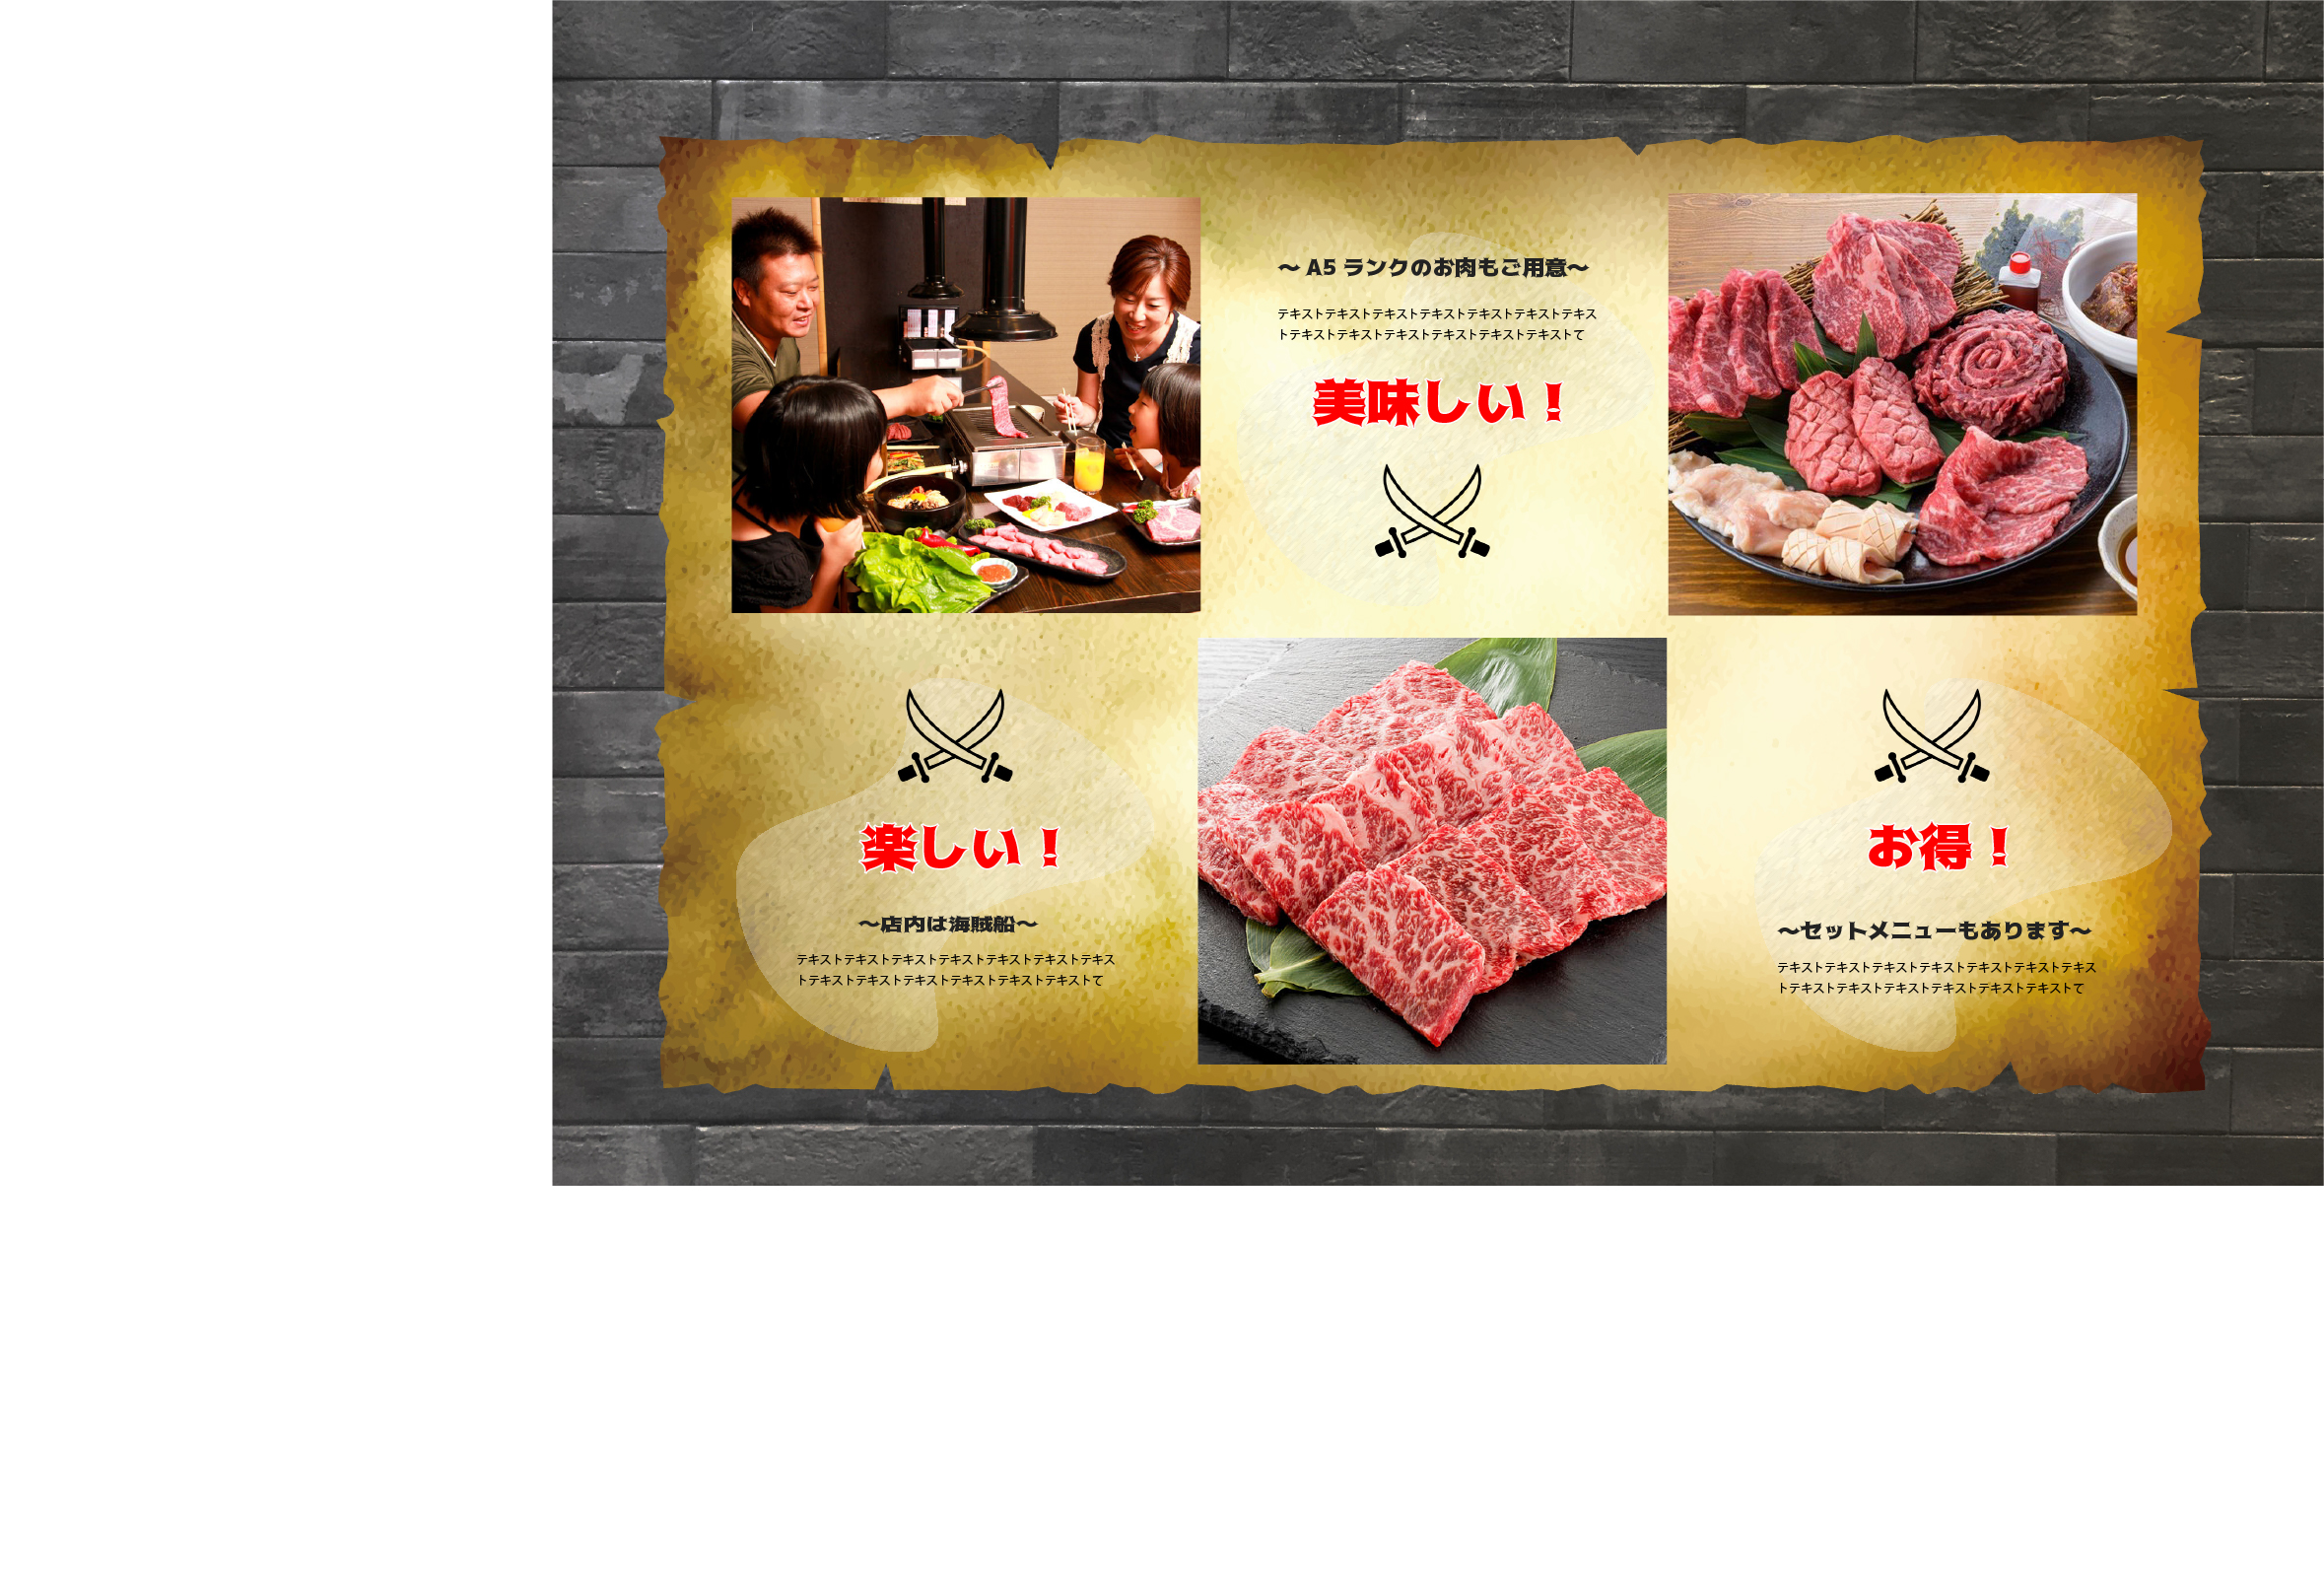 〜 A5 ランクのお肉もご用意〜
テキストテキストテキストテキストテキストテキストテキス
トテキストテキストテキストテキストテキストテキストて
美味しい！
楽しい！
〜店内は海賊船〜
テキストテキストテキストテキストテキストテキストテキス
トテキストテキストテキストテキストテキストテキストて
お得！
〜セットメニューもあります〜
テキストテキストテキストテキストテキストテキストテキス
トテキストテキストテキストテキストテキストテキストて